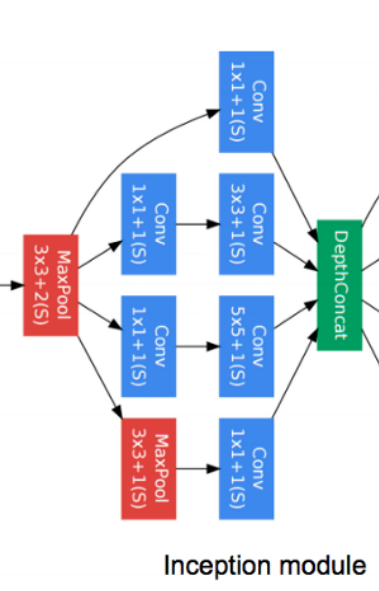 MaxPool
3x3+2(S)
Conv
1x1+1(S)
Conv
1x1+1(S)
Conv
3x3+1(S)
Conv
1x1+1(S)
Conv
5x5+1(S)
MaxPool
3x3+1(S)
Conv
1x1+1(S)
DepthConcat
Inception module